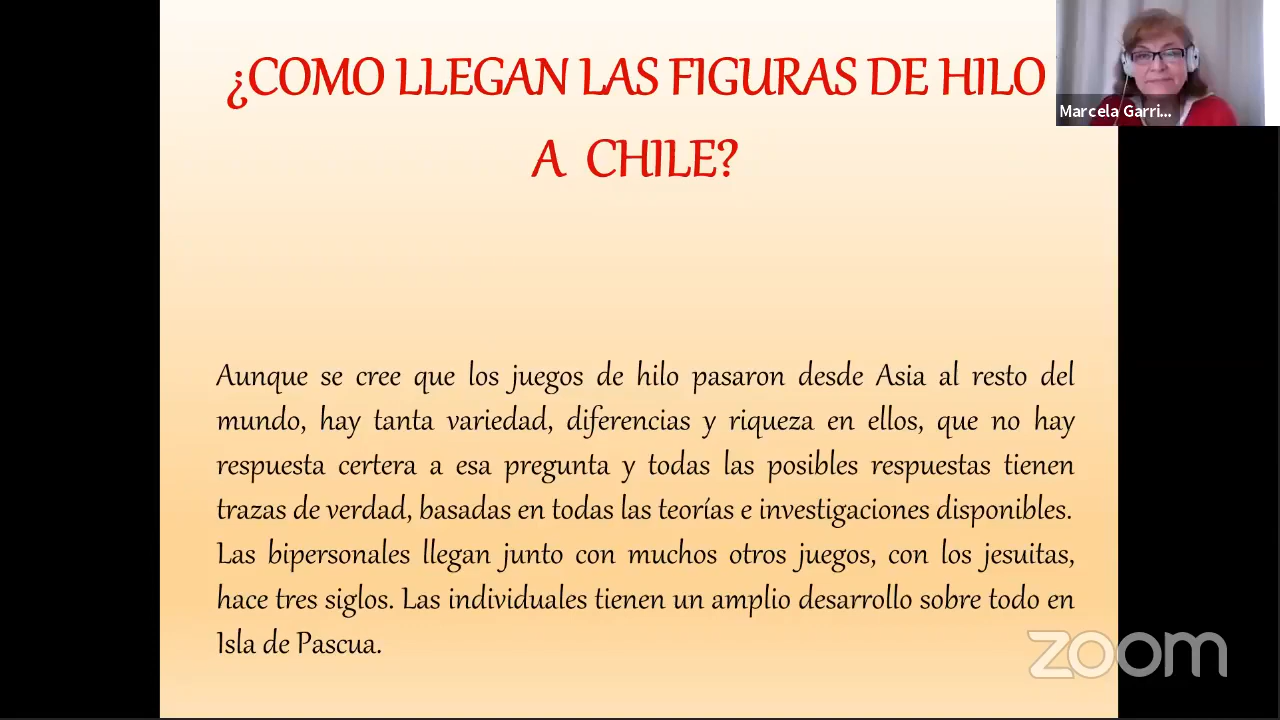 ¿COMO LLEGAN LAS FIGURAS DE HILO
A CHILE?
Marcela Garri...
Aunque se cree que los juegos de hilo pasaron desde Asia al resto del
mundo, hay tanta variedad, diferencias y riqueza en ellos, que no hay
respuesta certera a esa pregunta y todas las posibles respuestas tienen
trazas de verdad, basadas en todas las teorías e investigaciones disponibles.
Las bipersonales llegan junto con muchos otros juegos, con los jesuitas,
hace tres siglos. Las individuales tienen un amplio desarrollo sobre todo en
Isla de Pascua.
zoom